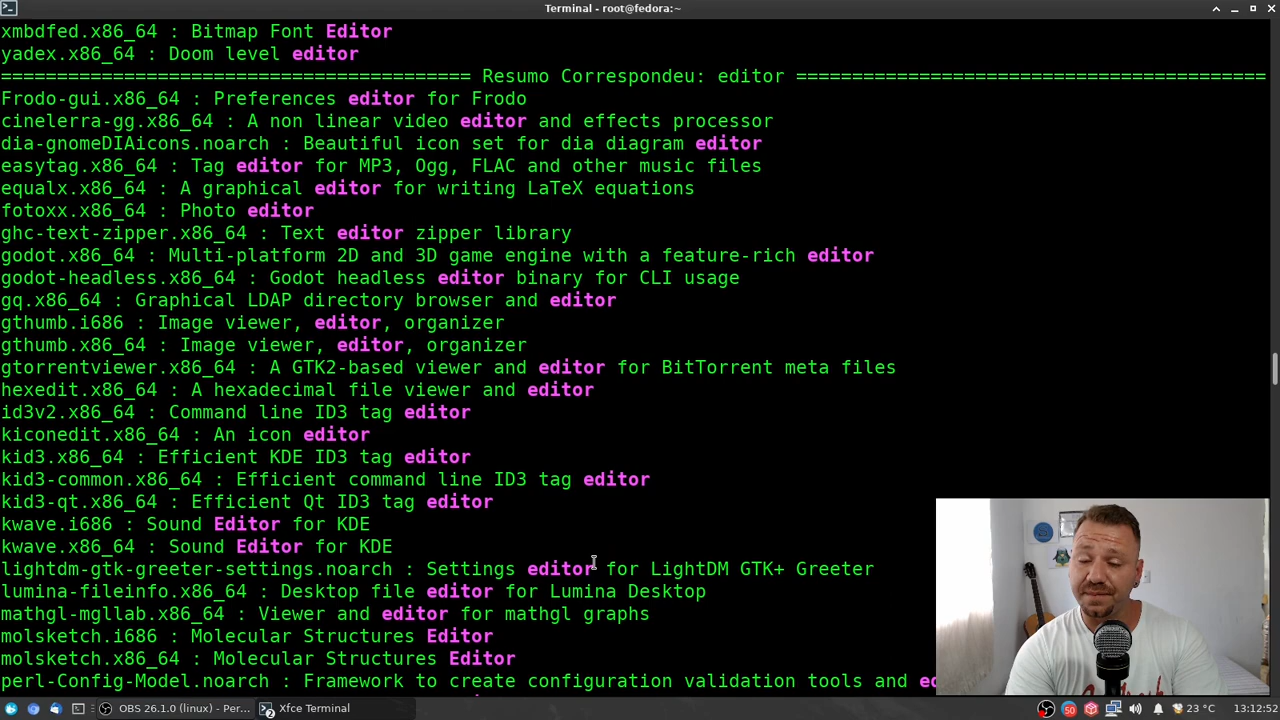 Terminal - root@fedora:~
xmbdfed.x86_64 : Bitmap Font Editor
yadex.x86_64 : Doom level editor
========================================== Resumo Correspondeu: editor ==========================================
Frodo-gui.x86_64 : Preferences editor for Frodo
cinelerra-gg.x86_64 : A non linear video editor and effects processor
dia-gnomeDIAicons.noarch : Beautiful icon set for dia diagram editor
easytag.x86_64 : Tag editor for MP3, Ogg, FLAC and other music files
equalx.x86_64 : A graphical editor for writing LaTeX equations
fotoxx.x86_64 : Photo editor
ghc-text-zipper.x86_64 : Text editor zipper library
godot.x86_64 : Multi-platform 2D and 3D game engine with a feature-rich editor
godot-headless.x86_64 : Godot headless editor binary for CLI usage
gq.x86_64 : Graphical LDAP directory browser and editor
gthumb.i686 : Image viewer, editor, organizer
gthumb.x86_64 : Image viewer, editor, organizer
gtorrentviewer.x86_64 : A GTK2-based viewer and editor for BitTorrent meta files
hexedit.x86_64 : A hexadecimal file viewer and editor
id3v2.x86_64 : Command line ID3 tag editor
kiconedit.x86_64 : An icon editor
kid3.x86_64 : Efficient KDE ID3 tag editor
kid3-common.x86_64 : Efficient command line ID3 tag editor
kid3-qt.x86_64 : Efficient Qt ID3 tag editor
kwave.i686 : Sound Editor for KDE
kwave.x86_64 : Sound Editor for KDE
lightdm-gtk-greeter-settings.noarch : Settings editor for LightDM GTK+ Greeter
lumina-fileinfo.x86_64 : Desktop file editor for Lumina Desktop
mathgl-mgllab.x86_64 : Viewer and editor for mathgl graphs
molsketch.i686 : Molecular Structures Editor
molsketch.x86_64 : Molecular Structures Editor
perl-Config-Model.noarch : Framework to create configuration validation tools and
OBS 26.1.0 (linux) - Per... Xfce Terminal 50 23 °C 13:12:52